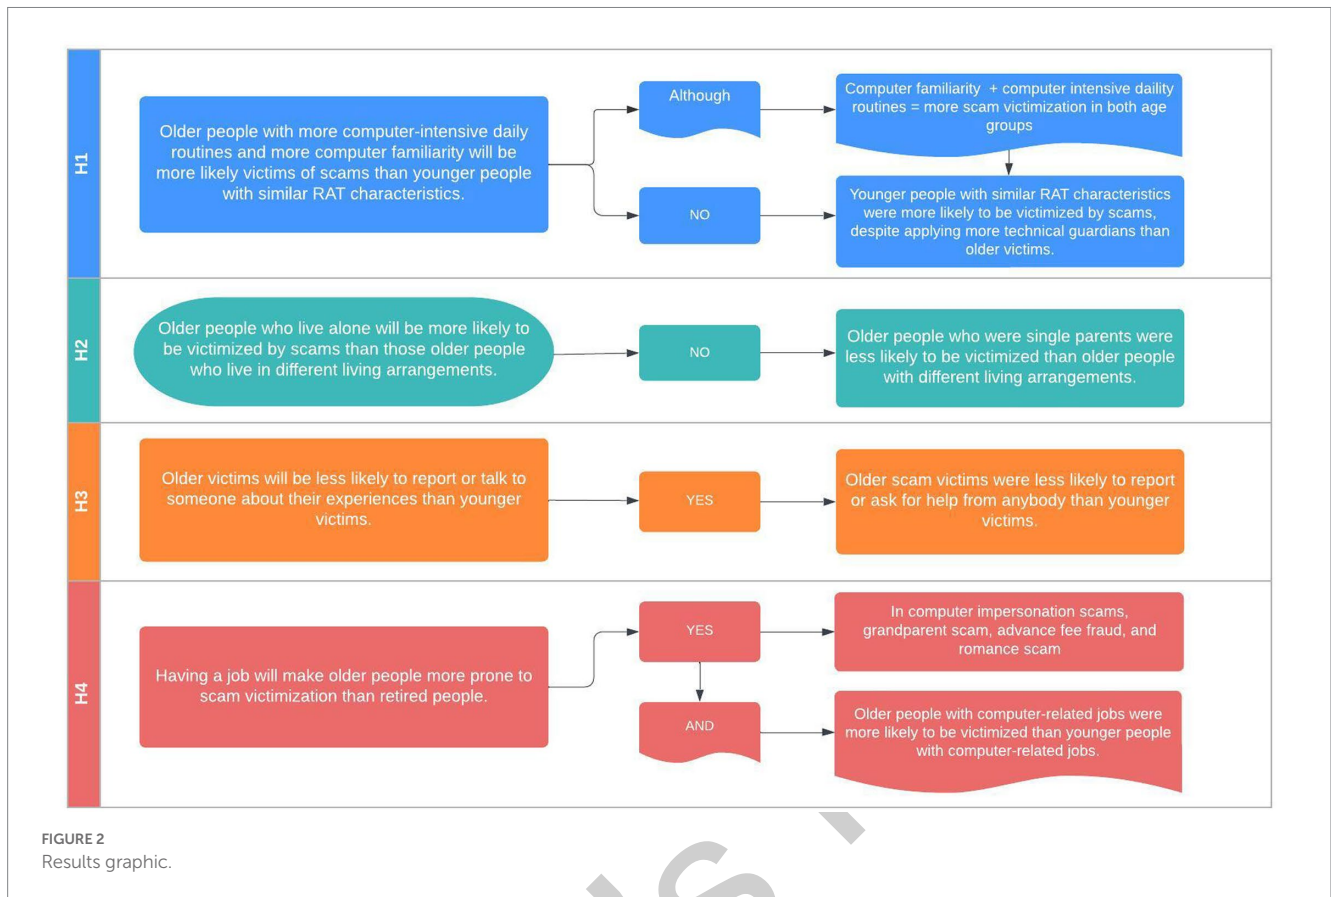 H1
Older people with more computer-intensive daily
routines and more computer familiarity will be
more likely victims of scams than younger people
with similar RAT characteristics.
Although
Computer familiarity + computer intensive daility
routines = more scam victimization in both age
groups
NO
Younger people with similar RAT characteristics
were more likely to be victimized by scams,
despite applying more technical guardians than
older victims.
H2
Older people who live alone will be more likely to
be victimized by scams than those older people
who live in different living arrangements.
NO
Older people who were single parents were
less likely to be victimized than older people
with different living arrangements.
H3
Older victims will be less likely to report or talk to
someone about their experiences than younger
victims.
YES
Older scam victims were less likely to report
or ask for help from anybody than younger
victims.
H4
Having a job will make older people more prone to
scam victimization than retired people.
YES
In computer impersonation scams,
grandparent scam, advance fee fraud, and
romance scam
AND
Older people with computer-related jobs were
more likely to be victimized than younger people
with computer-related jobs.
FIGURE 2
Results graphic.